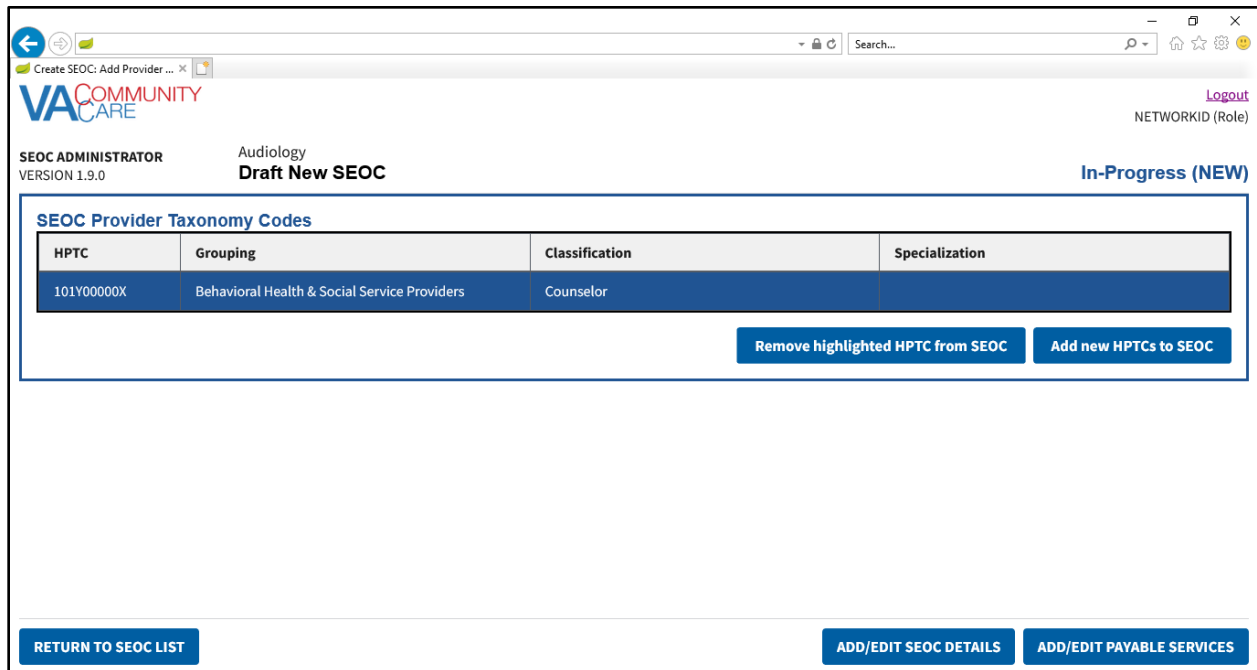 Search...
Create SEOC: Add Provider ...
VA COMMUNITY CARE
Logout
NETWORKID (Role)
SEOC ADMINISTRATOR
VERSION 1.9.0
Audiology
Draft New SEOC
In-Progress (NEW)
SEOC Provider Taxonomy Codes
HPTC Grouping Classification Specialization
101Y00000X Behavioral Health & Social Service Providers Counselor
Remove highlighted HPTC from SEOC Add new HPTCs to SEOC
RETURN TO SEOC LIST ADD/EDIT SEOC DETAILS ADD/EDIT PAYABLE SERVICES